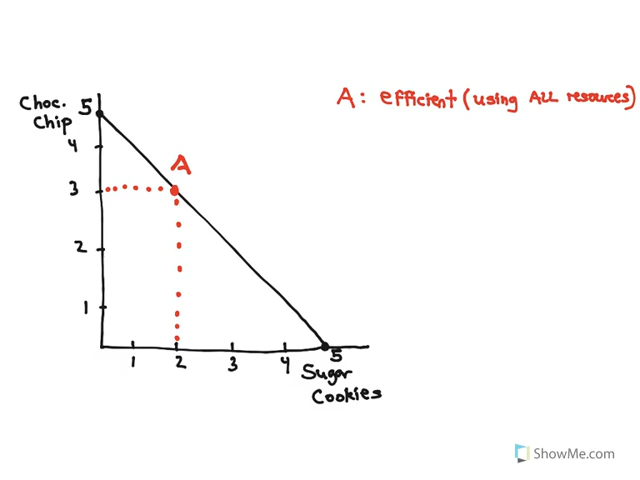 A: efficient (using ALL resources)
Choc.
Chip
5
4
3
2
1
A
1 2 3 4 5
Sugar
Cookies
ShowMe.com